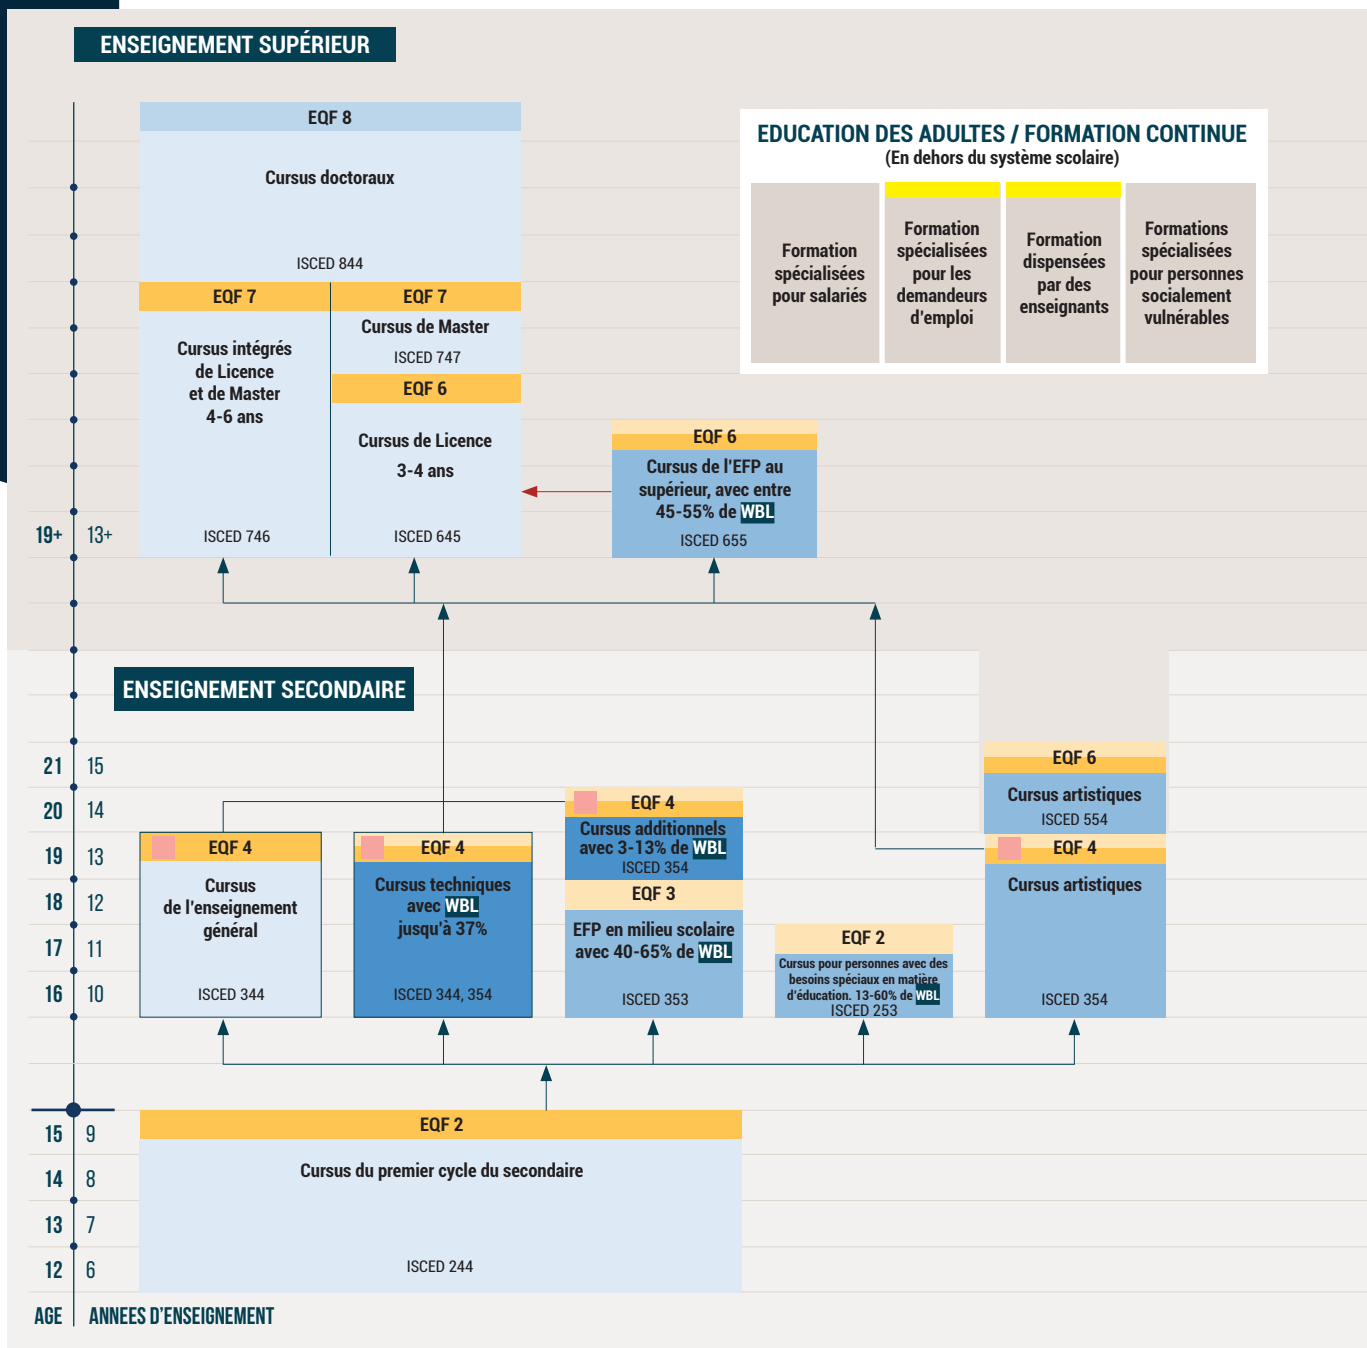 ENSEIGNEMENT SUPÉRIEUR
EQF 8
Cursus doctoraux
ISCED 844
EQF 7
Cursus intégrés
de Licence
et de Master
4-6 ans
ISCED 746
EQF 7
Cursus de Master
ISCED 747
EQF 6
Cursus de Licence
3-4 ans
ISCED 645
EQF 6
Cursus de l'EFP au
supérieur, avec entre
45-55% de WBL
ISCED 655
EDUCATION DES ADULTES / FORMATION CONTINUE
(En dehors du système scolaire)
Formation
spécialisées
pour salariés
Formation
spécialisées
pour les
demandeurs
d'emploi
Formation
dispensées
par des
enseignants
Formations
spécialisées
pour personnes
socialement
vulnérables
19+ 13+
ENSEIGNEMENT SECONDAIRE
21 15
20 14
19 13
18 12
17 11
16 10
EQF 4
Cursus
de l'enseignement
général
ISCED 344
EQF 4
Cursus techniques
avec WBL
jusqu'à 37%
ISCED 344, 354
EQF 4
Cursus additionnels
avec 3-13% de WBL
ISCED 354
EQF 3
EFP en milieu scolaire
avec 40-65% de WBL
ISCED 353
EQF 2
Cursus pour personnes avec des
besoins spéciaux en matière
d'éducation. 13-60% de WBL
ISCED 253
EQF 6
Cursus artistiques
ISCED 554
EQF 4
Cursus artistiques
ISCED 354
15 9
14 8
13 7
12 6
EQF 2
Cursus du premier cycle du secondaire
ISCED 244
AGE ANNEES D'ENSEIGNEMENT